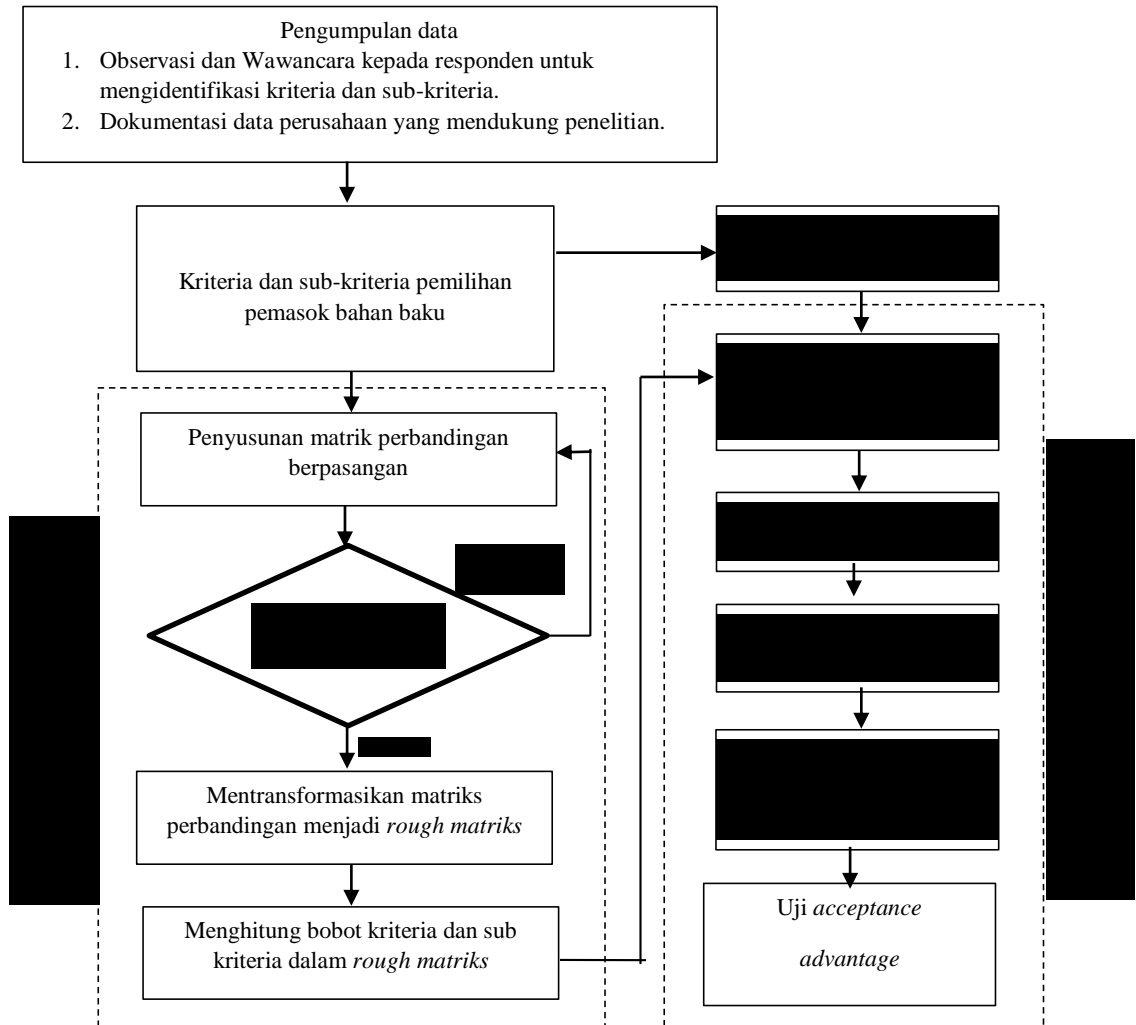 Pengumpulan data
1. Observasi dan Wawancara kepada responden untuk
mengidentifikasi kriteria dan sub-kriteria.
2. Dokumentasi data perusahaan yang mendukung penelitian.
Kriteria dan sub-kriteria pemilihan
pemasok bahan baku
Penyusunan matrik perbandingan
berpasangan
Mentransformasikan matriks
perbandingan menjadi rough matriks
Menghitung bobot kriteria dan sub
kriteria dalam rough matriks
Uji acceptance
advantage